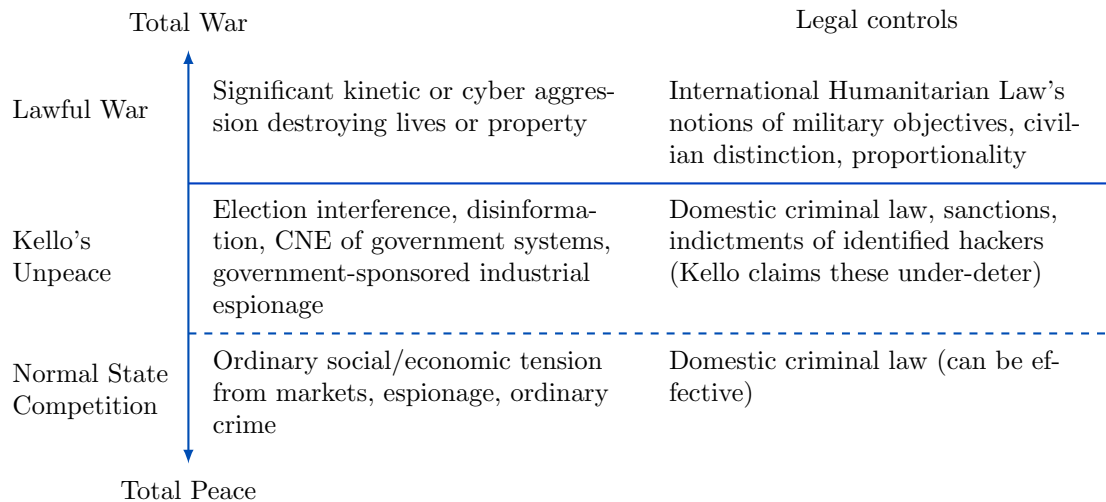 Total War
Legal controls
Lawful War
Significant kinetic or cyber aggres-
sion destroying lives or property
International Humanitarian Law's
notions of military objectives, civil-
ian distinction, proportionality
Kello's
Unpeace
Election interference, disinforma-
tion, CNE of government systems,
government-sponsored industrial
espionage
Domestic criminal law, sanctions,
indictments of identified hackers
(Kello claims these under-deter)
Normal State
Competition
Ordinary social/economic tension
from markets, espionage, ordinary
crime
Domestic criminal law (can be ef-
fective)
Total Peace